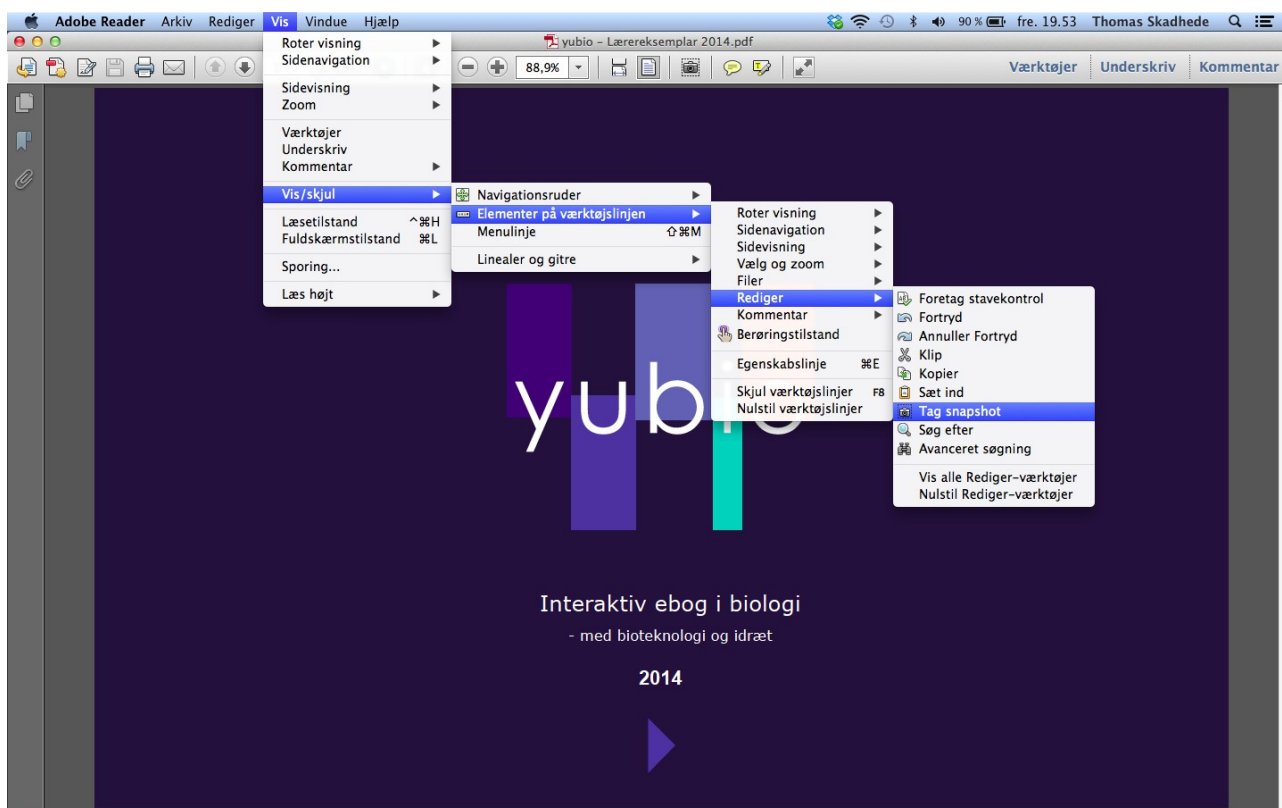 Adobe Reader Arkiv Rediger Vis Vindue Hjælp 90 % fre. 19.53 Thomas Skadhede
yubio – Lærereksemplar 2014.pdf
88,9% Værktøjer Underskriv Kommentar
Roter visning
Sidenavigation
Sidevisning
Zoom
Værktøjer
Underskriv
Kommentar
Vis/skjul
Læsetilstand ^⌘H
Fuldskærmstilstand ⌘L
Sporing...
Læs højt
Navigationsruder
Elementer på værktøjslinjen
Menulinje ⇧⌘M
Linealer og gitre
Roter visning
Sidenavigation
Sidevisning
Vælg og zoom
Filer
Rediger
Kommentar
Berøringstilstand
Egenskabslinje ⌘E
Skjul værktøjslinjer F8
Nulstil værktøjslinjer
Foretag stavekontrol
Fortryd
Annuller Fortryd
Klip
Kopier
Sæt ind
Tag snapshot
Søg efter
Avanceret søgning
Vis alle Rediger-værktøjer
Nulstil Rediger-værktøjer
yubio
Interaktiv ebog i biologi
- med bioteknologi og idræt
2014